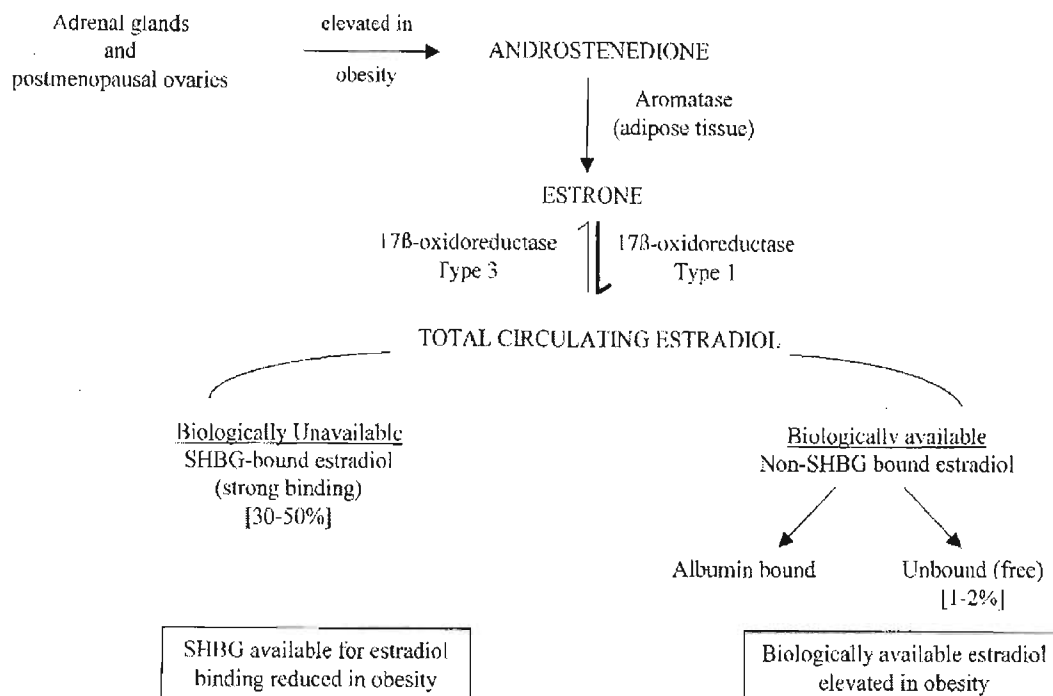 Adrenal glands
and
postmenopausal ovaries
elevated in
obesity
ANDROSTENEDIONE
Aromatase
(adipose tissue)
ESTRONE
17ß-oxidoreductase
Type 3
17ß-oxidoreductase
Type 1
TOTAL CIRCULATING ESTRADIOL
Biologically Unavailable
SHBG-bound estradiol
(strong binding)
[30-50%]
Biologically available
Non-SHBG bound estradiol
Albumin bound
Unbound (free)
[1-2%]
SHBG available for estradiol
binding reduced in obesity
Biologically available estradiol
elevated in obesity